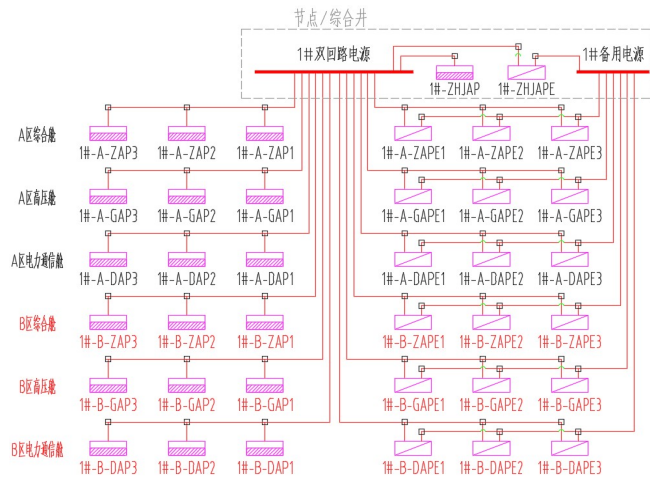 节点/综合井
1#双回路电源
1#备用电源
1#-ZHJAP
1#-ZHJAPE
A区综合舱
1#-A-ZAP3
1#-A-ZAP2
1#-A-ZAP1
1#-A-ZAPE1
1#-A-ZAPE2
1#-A-ZAPE3
A区高压舱
1#-A-GAP3
1#-A-GAP2
1#-A-GAP1
1#-A-GAPE1
1#-A-GAPE2
1#-A-GAPE3
A区电力通信舱
1#-A-DAP3
1#-A-DAP2
1#-A-DAP1
1#-A-DAPE1
1#-A-DAPE2
1#-A-DAPE3
B区综合舱
1#-B-ZAP3
1#-B-ZAP2
1#-B-ZAP1
1#-B-ZAPE1
1#-B-ZAPE2
1#-B-ZAPE3
B区高压舱
1#-B-GAP3
1#-B-GAP2
1#-B-GAP1
1#-B-GAPE1
1#-B-GAPE2
1#-B-GAPE3
B区电力通信舱
1#-B-DAP3
1#-B-DAP2
1#-B-DAP1
1#-B-DAPE1
1#-B-DAPE2
1#-B-DAPE3